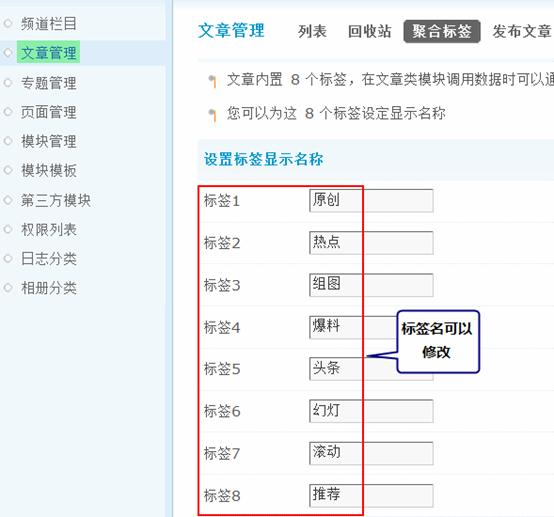 频道栏目
文章管理
专题管理
页面管理
模块管理
模块模板
第三方模块
权限列表
日志分类
相册分类
文章管理 列表 回收站 聚合标签 发布文章
文章内置 8 个标签，在文章类模块调用数据时可以通
您可以为这 8 个标签设定显示名称
设置标签显示名称
标签1 原创
标签2 热点
标签3 组图
标签4 爆料
标签5 头条
标签6 幻灯
标签7 滚动
标签8 推荐
标签名可以
修改